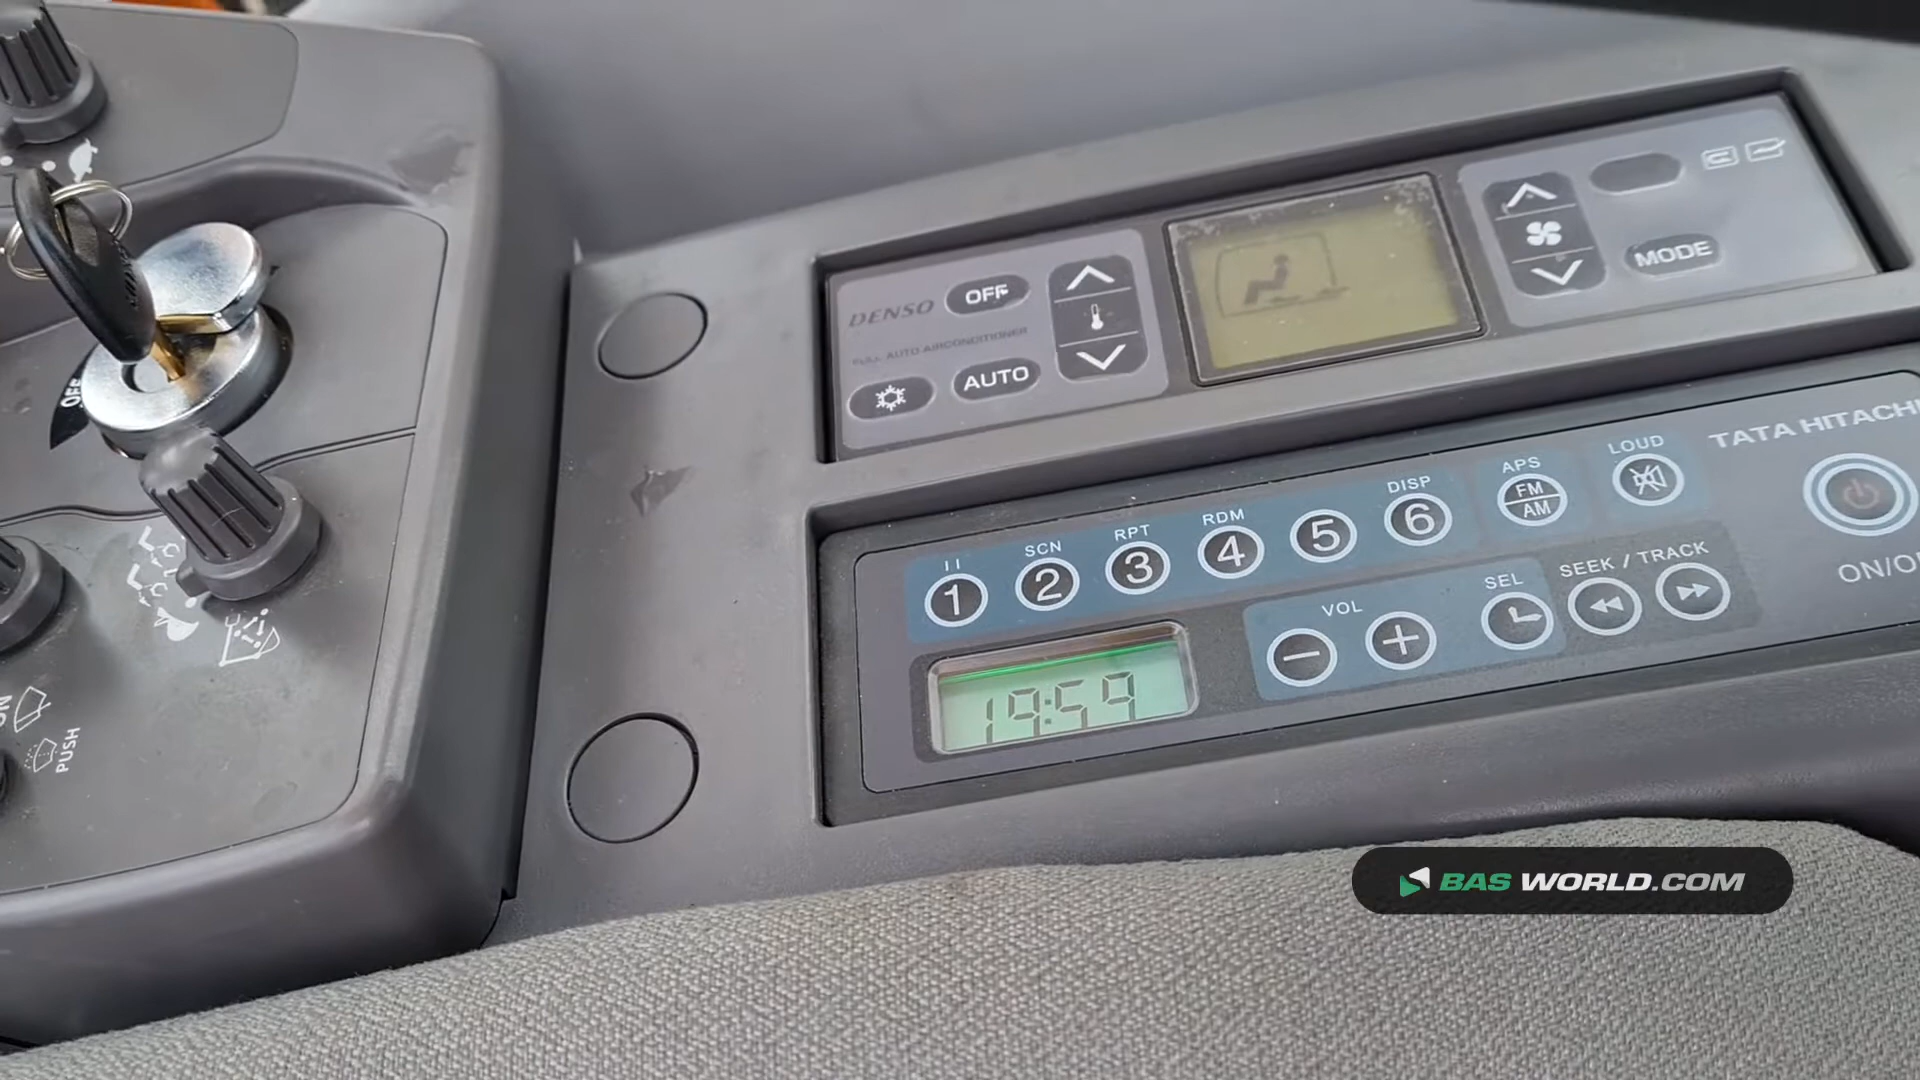 OFF
ON
PUSH
DENSO
OFF
FULL AUTO AIRCONDITIONER
AUTO
MODE
TATA HITACHI
LOUD
APS
FM
AM
DISP
6
5
RDM
4
RPT
3
SCN
2
II
1
VOL
SEL
SEEK / TRACK
19:59
BAS WORLD.COM